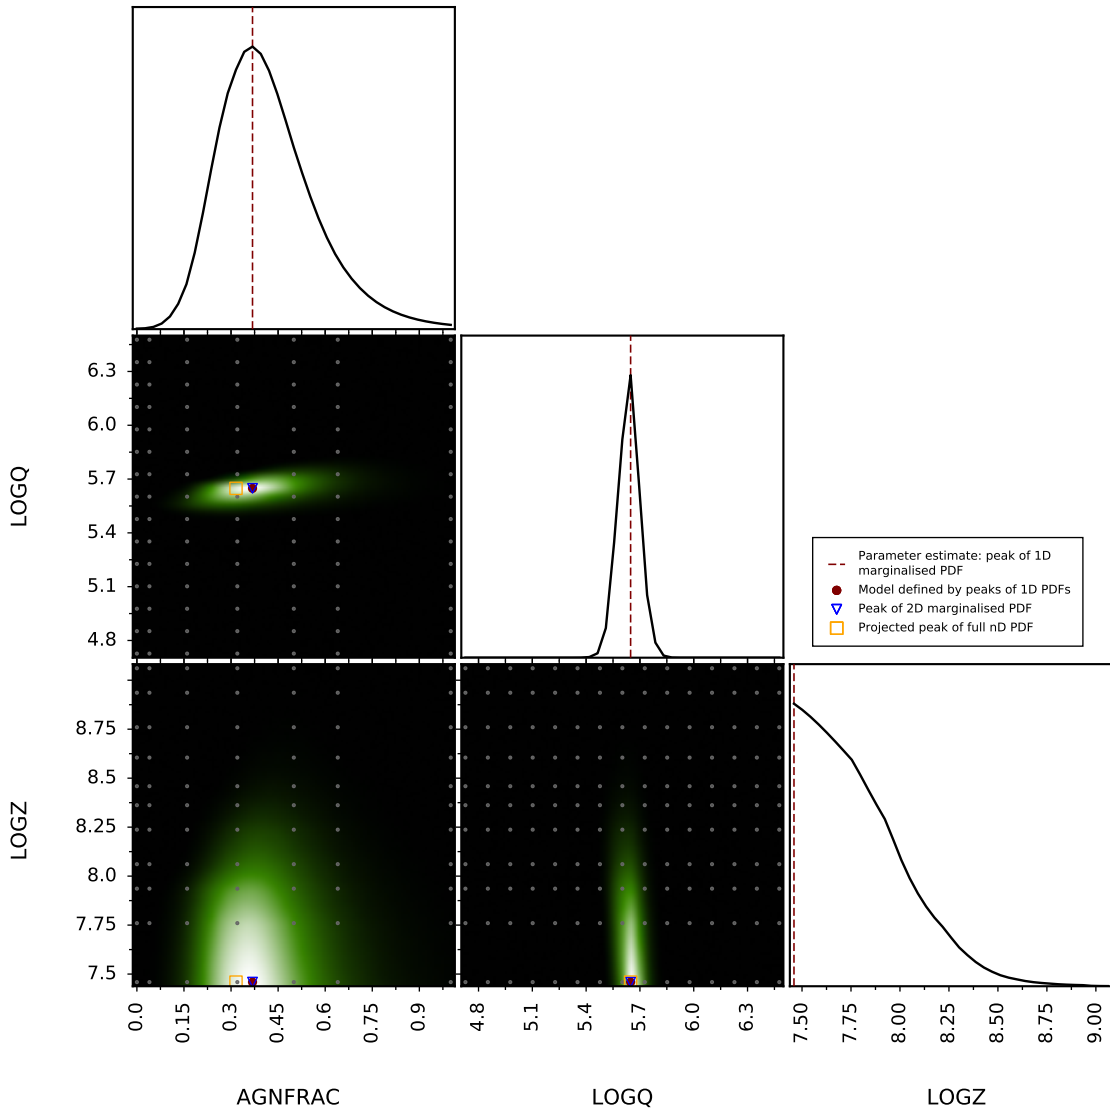 6.3
6.0
5.7
5.4
5.1
4.8
LOGQ
Parameter estimate: peak of 1D
marginalised PDF
Model defined by peaks of 1D PDFs
Peak of 2D marginalised PDF
Projected peak of full nD PDF
8.75
8.5
8.25
8.0
7.75
7.5
LOGZ
0.0 0.15 0.3 0.45 0.6 0.75 0.9
4.8 5.1 5.4 5.7 6.0 6.3
7.50 7.75 8.00 8.25 8.50 8.75 9.00
AGNFRAC LOGQ LOGZ